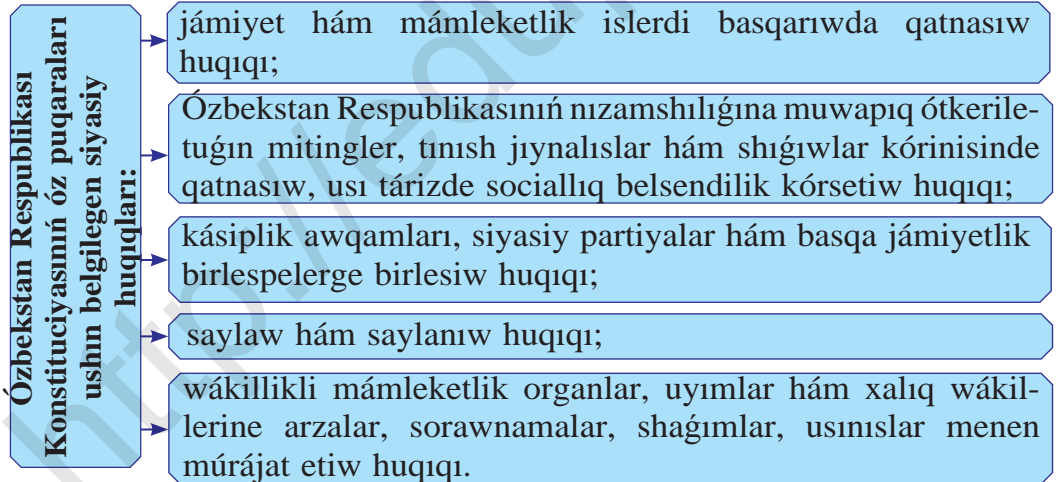 Ózbekstan Respublikası
Konstituciyasınıń óz puqaraları
ushın belgilegen siyasiy
huquqları:
jámiyet hám mámleketlik islerdi basqarıwda qatnasıw
huqıqı;
Ózbekstan Respublikasınıń nızamshılıǵına muwapıq ótkerile-
tuǵın mitingler, tınısh jıynalıslar hám shıǵıwlar kórinisinde
qatnasıw, usı tárizde sociallıq belsendilik kórsetiw huqıqı;
kásiplik awqamları, siyasiy partiyalar hám basqa jámiyetlik
birlespelerge birlesiw huqıqı;
saylaw hám saylanıw huqıqı;
wákillikli mámleketlik organlar, uyımlar hám xalıq wákil-
lerine arzalar, sorawnamalar, shaǵımlar, usınıslar menen
múrájat etiw huqıqı.
http://edu